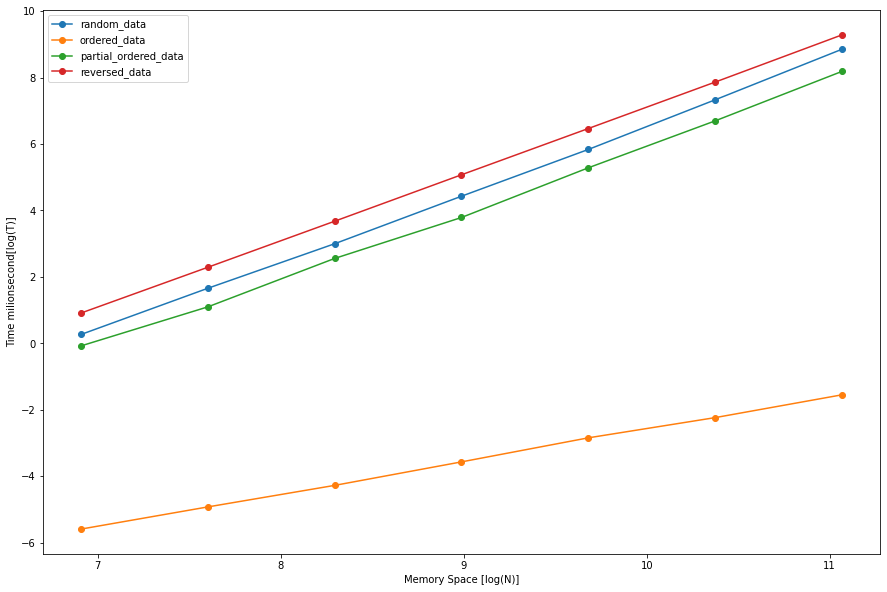 random_data
ordered_data
partial_ordered_data
reversed_data
10
8
6
4
2
0
−2
−4
−6
Time milionsecond[log(T)]
7
8
9
10
11
Memory Space [log(N)]